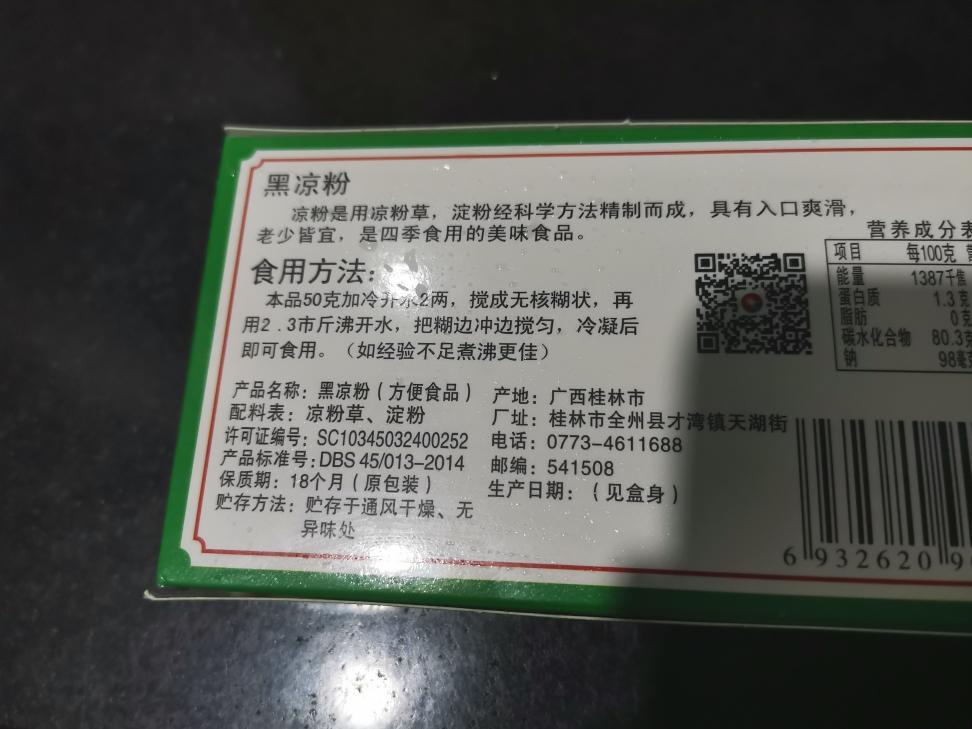 黑凉粉
凉粉是用凉粉草，淀粉经科学方法精制而成，具有入口爽滑，
老少皆宜，是四季食用的美味食品。
食用方法：
本品50克加冷开水2两，搅成无核糊状，再
用2.3市斤沸开水，把糊边冲边搅匀，冷凝后
即可食用。（如经验不足煮沸更佳）
产品名称：黑凉粉（方便食品）
配料表：凉粉草、淀粉
许可证编号：SC10345032400252
产品标准号：DBS 45/013-2014
保质期：18个月（原包装）
贮存方法：贮存于通风干燥、无
异味处
产地：广西桂林市
厂址：桂林市全州县才湾镇天湖街
电话：0773-4611688
邮编：541508
生产日期：（见盒身）
营养成分表
项目 每100克
能量 1387千焦
蛋白质 1.3克
脂肪 0克
碳水化合物 80.3克
钠 98毫克
6 932620 9